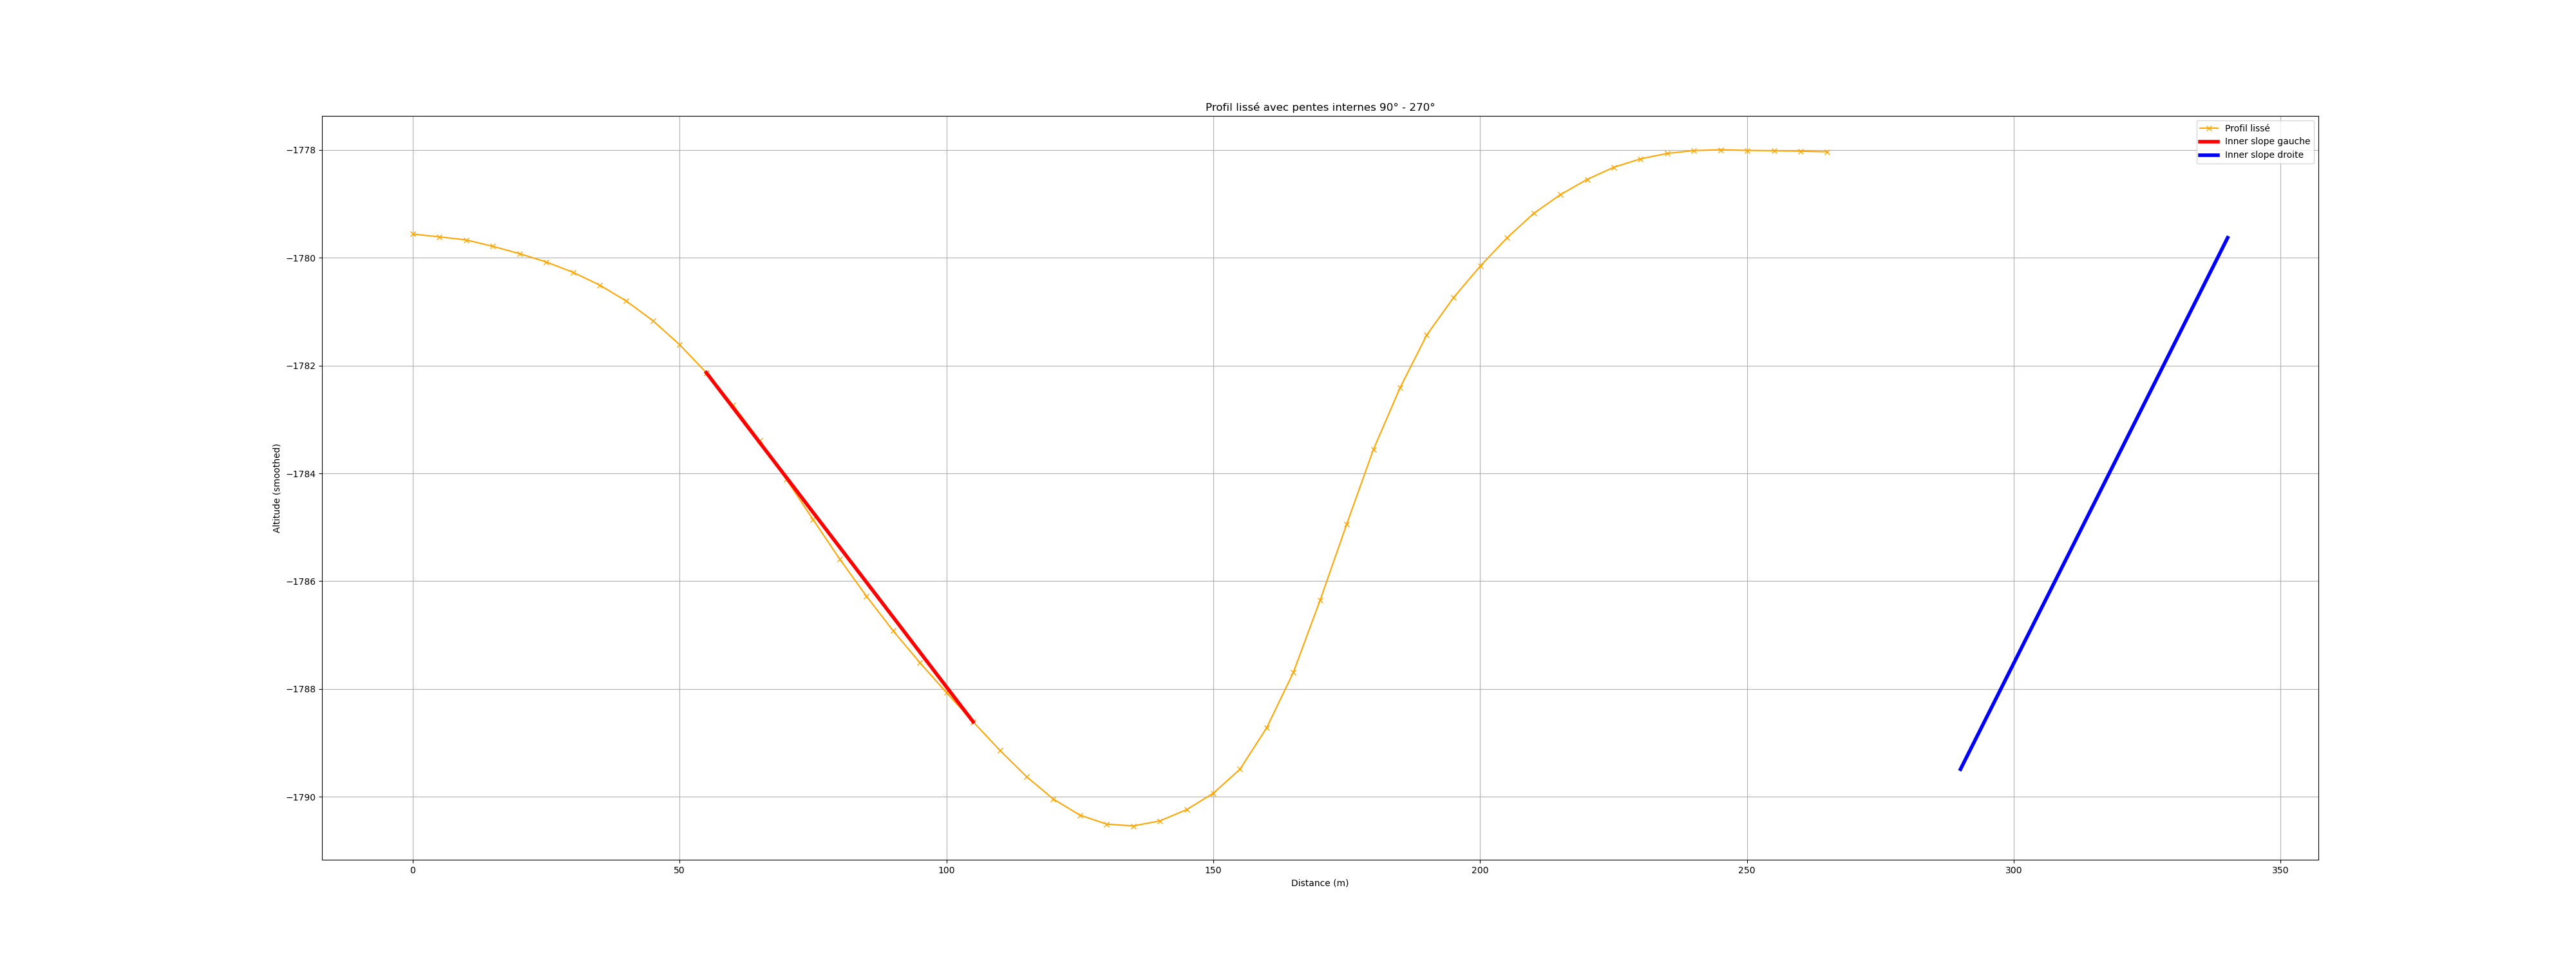 Profil lissé avec pentes internes 90° - 270°
Profil lissé
Inner slope gauche
Inner slope droite
Altitude (smoothed)
−1778
−1780
−1782
−1784
−1786
−1788
−1790
0 50 100 150 200 250 300 350
Distance (m)